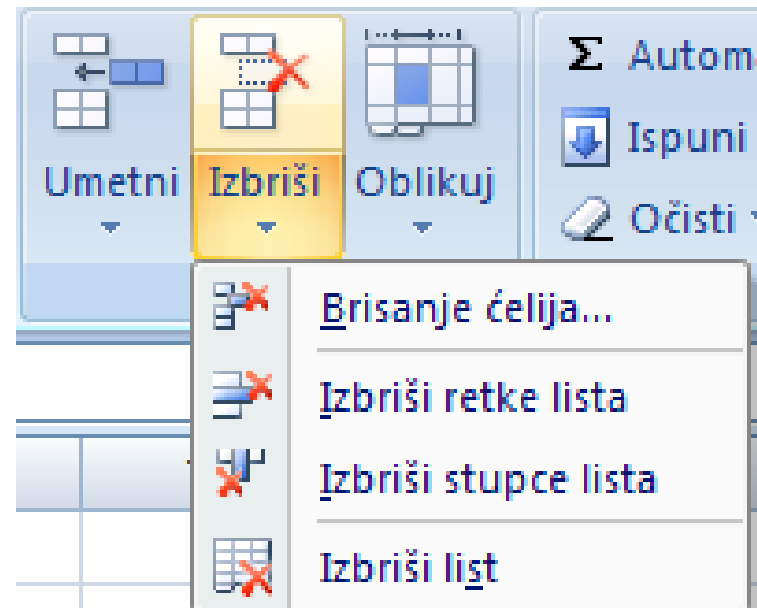 Σ Autom
Ispuni
Umetni Izbriši Oblikuj
Očisti
Brisanje ćelija...
Izbriši retke lista
Izbriši stupce lista
Izbriši list